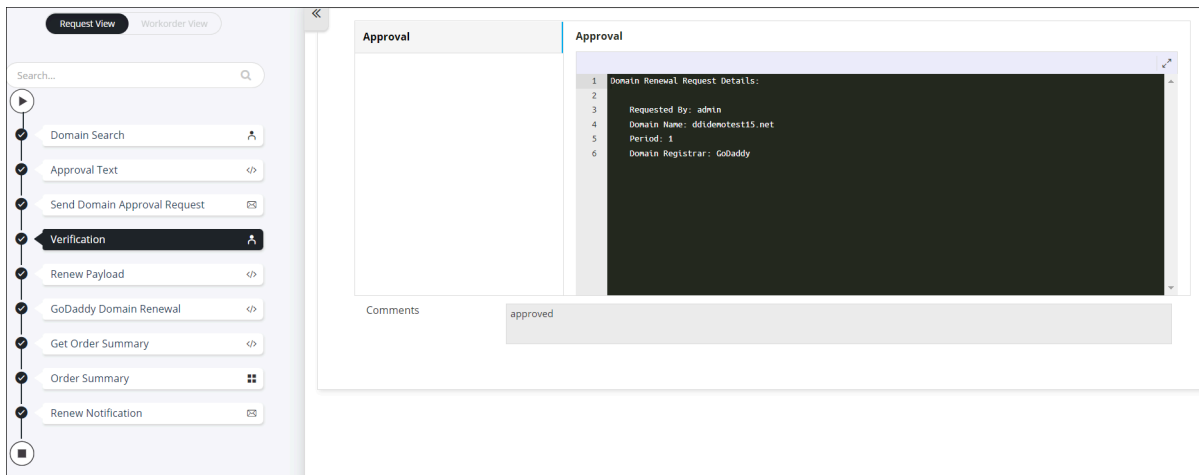 Request View
Workorder View
Search...
Domain Search
Approval Text
Send Domain Approval Request
Verification
Renew Payload
GoDaddy Domain Renewal
Get Order Summary
Order Summary
Renew Notification
Approval
Approval
1 Domain Renewal Request Details:
2
3 Requested By: admin
4 Domain Name: ddidemotest15.net
5 Period: 1
6 Domain Registrar: GoDaddy
Comments
approved